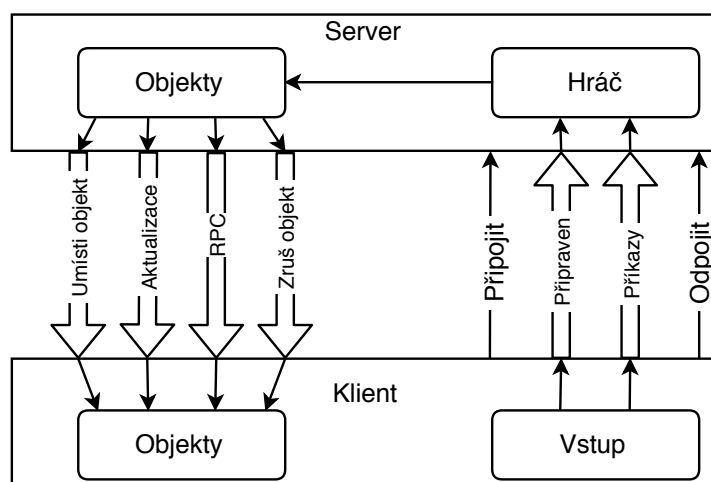 Server
Objekty
Hráč
Umísti objekt
Aktualizace
RPC
Zruš objekt
Připojit
Připraven
Příkazy
Odpojit
Klient
Objekty
Vstup